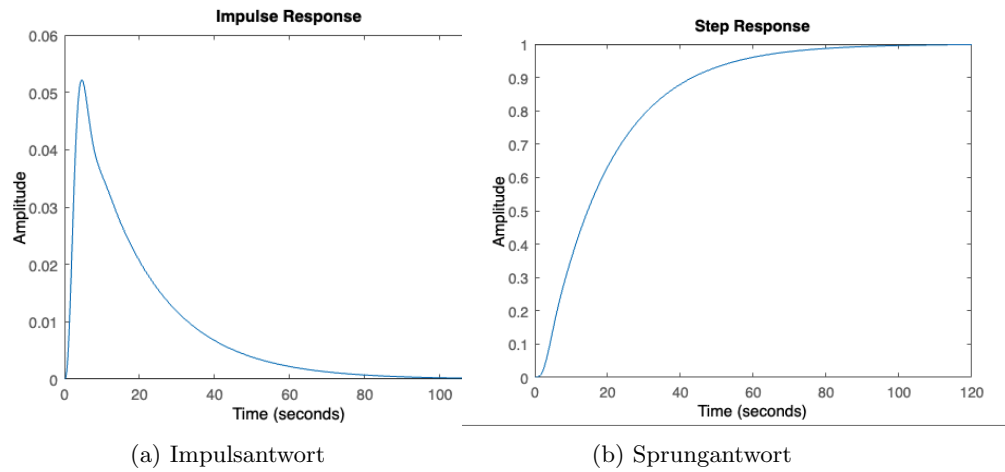 Impulse Response
0.06
0.05
0.04
0.03
0.02
0.01
0
Amplitude
0 20 40 60 80 100
Time (seconds)
(a) Impulsantwort
Step Response
1
0.9
0.8
0.7
0.6
0.5
0.4
0.3
0.2
0.1
0
Amplitude
0 20 40 60 80 100 120
Time (seconds)
(b) Sprungantwort